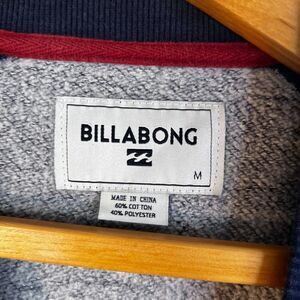 BILLABONG
M
MADE IN CHINA
60% COTTON
40% POLYESTER